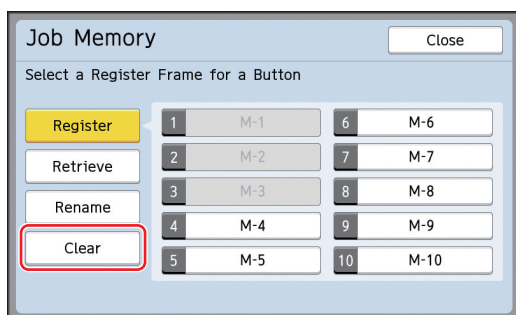 Job Memory
Close
Select a Register Frame for a Button
Register
Retrieve
Rename
Clear
1 M-1
2 M-2
3 M-3
4 M-4
5 M-5
6 M-6
7 M-7
8 M-8
9 M-9
10 M-10